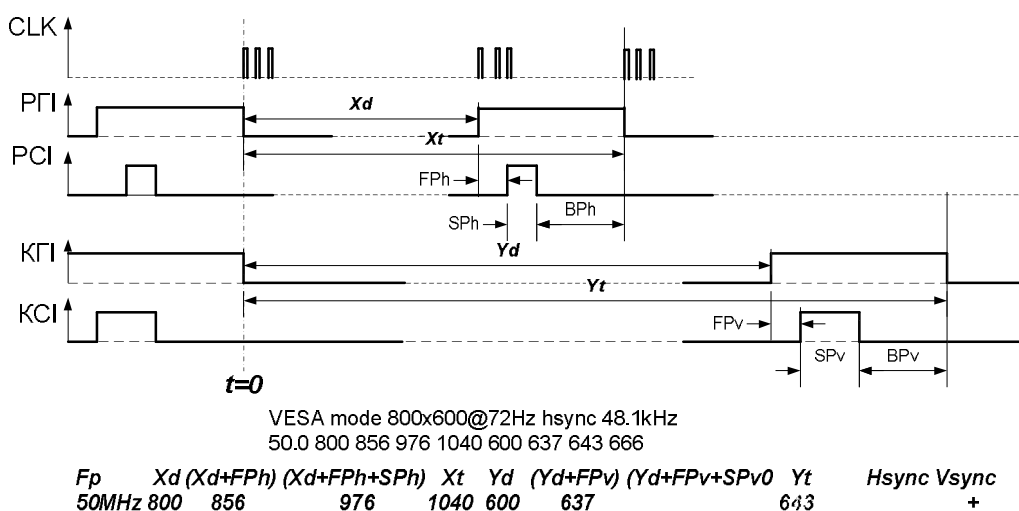 CLK
РГІ
Xd
Xt
РСІ
FPh
SPh
BPh
КГІ
Yd
Yt
КСІ
FPv
SPv
BPv
t=0
VESA mode 800x600@72Hz hsync 48.1kHz
50.0 800 856 976 1040 600 637 643 666
Fp Xd (Xd+FPh) (Xd+FPh+SPh) Xt Yd (Yd+FPv) (Yd+FPv+SPv0 Yt Hsync Vsync
50MHz 800 856 976 1040 600 637 643 +